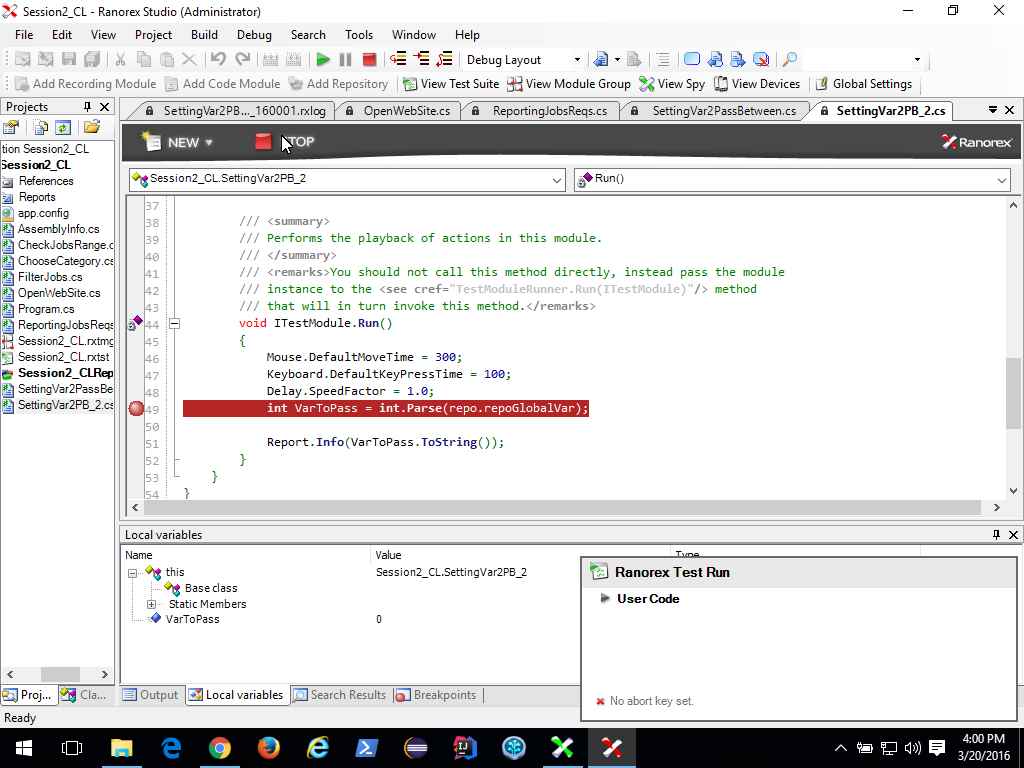 Session2_CL - Ranorex Studio (Administrator)
File Edit View Project Build Debug Search Tools Window Help
Debug Layout
Add Recording Module Add Code Module Add Repository View Test Suite View Module Group View Spy View Devices Global Settings
Projects
SettingVar2PB..._160001.rxlog OpenWebSite.cs ReportingJobsReqs.cs SettingVar2PassBetween.cs SettingVar2PB_2.cs
NEW TOP Ranorex
tion Session2_CL
Session2_CL
References
Reports
app.config
AssemblyInfo.cs
CheckJobsRange.c
ChooseCategory.cs
FilterJobs.cs
OpenWebSite.cs
Program.cs
ReportingJobsReqs
Session2_CL.rxtmg
Session2_CL.rxtst
Session2_CLRep
SettingVar2PassBe
SettingVar2PB_2.cs
Session2_CL.SettingVar2PB_2 Run()
37
38 /// <summary>
39 /// Performs the playback of actions in this module.
40 /// </summary>
41 /// <remarks>You should not call this method directly, instead pass the module
42 /// instance to the <see cref="TestModuleRunner.Run(ITestModule)"/> method
43 /// that will in turn invoke this method.</remarks>
44 void ITestModule.Run()
45 {
46 Mouse.DefaultMoveTime = 300;
47 Keyboard.DefaultKeyPressTime = 100;
48 Delay.SpeedFactor = 1.0;
49 int VarToPass = int.Parse(repo.repoGlobalVar);
50
51 Report.Info(VarToPass.ToString());
52 }
53 }
54 }
Local variables
Name Value Type
this Session2_CL.SettingVar2PB_2
Base class
Static Members
VarToPass 0
Ranorex Test Run
User Code
No abort key set.
Proj... Cla... Output Local variables Search Results Breakpoints
Ready
4:00 PM
3/20/2016